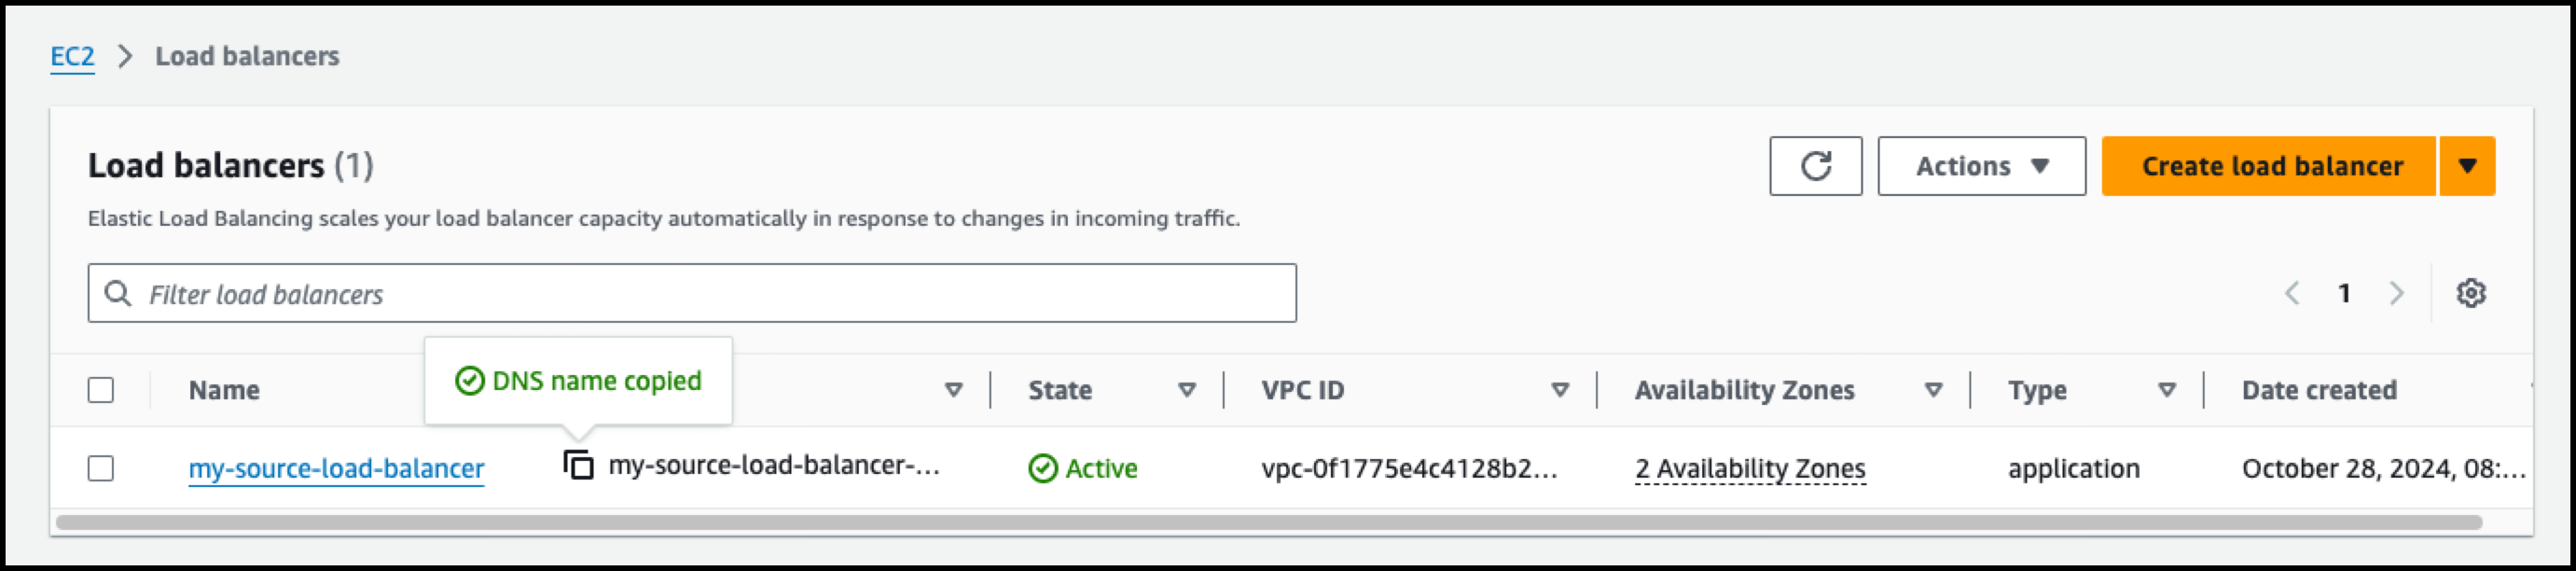 EC2 > Load balancers
Load balancers (1)
Actions
Create load balancer
Elastic Load Balancing scales your load balancer capacity automatically in response to changes in incoming traffic.
Filter load balancers
1
DNS name copied
Name State VPC ID Availability Zones Type Date created
my-source-load-balancer my-source-load-balancer-... Active vpc-0f1775e4c4128b2... 2 Availability Zones application October 28, 2024, 08:...